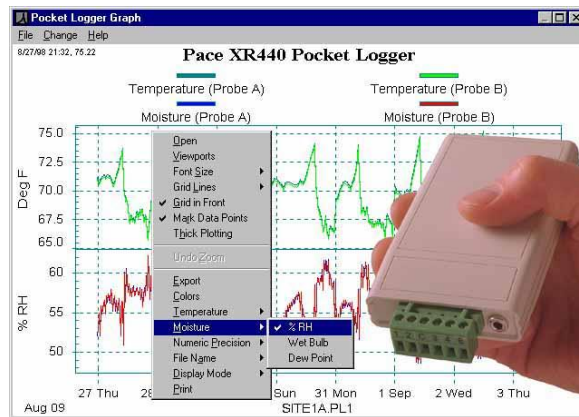 Pocket Logger Graph
File Change Help
8/27/98 21:32, 75.22
Pace XR440 Pocket Logger
Temperature (Probe A)
Temperature (Probe B)
Moisture (Probe A)
Moisture (Probe B)
75.0
72.5
70.0
67.5
65.0
Deg F
60
55
50
% RH
Open
Viewports
Font Size
Grid Lines
Grid in Front
Mark Data Points
Thick Plotting
Undo Zoom
Export
Colors
Temperature
Moisture
Numeric Precision
File Name
Display Mode
Print
% RH
Wet Bulb
Dew Point
27 Thu 28 Sun 31 Mon 1 Sep 2 Wed 3 Thu
Aug 09 SITE1A.PL1